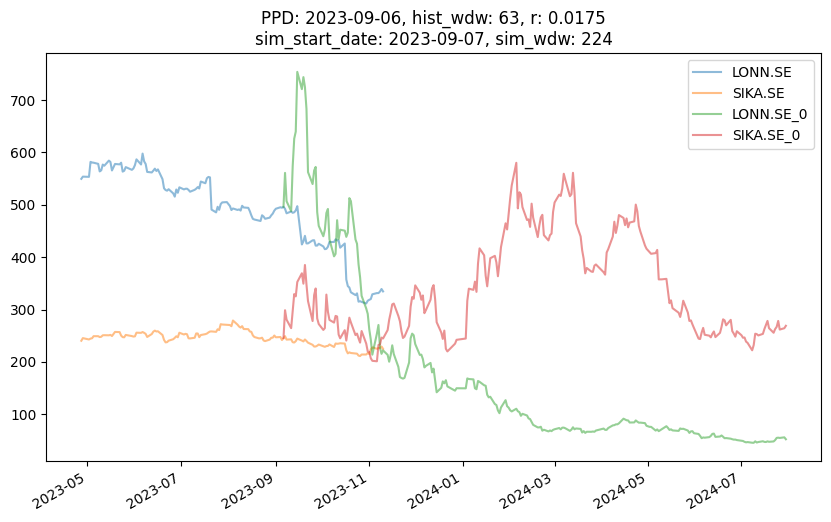 PPD: 2023-09-06, hist_wdw: 63, r: 0.0175
sim_start_date: 2023-09-07, sim_wdw: 224
LONN.SE
SIKA.SE
LONN.SE_0
SIKA.SE_0
700
600
500
400
300
200
100
2023-05
2023-07
2023-09
2023-11
2024-01
2024-03
2024-05
2024-07